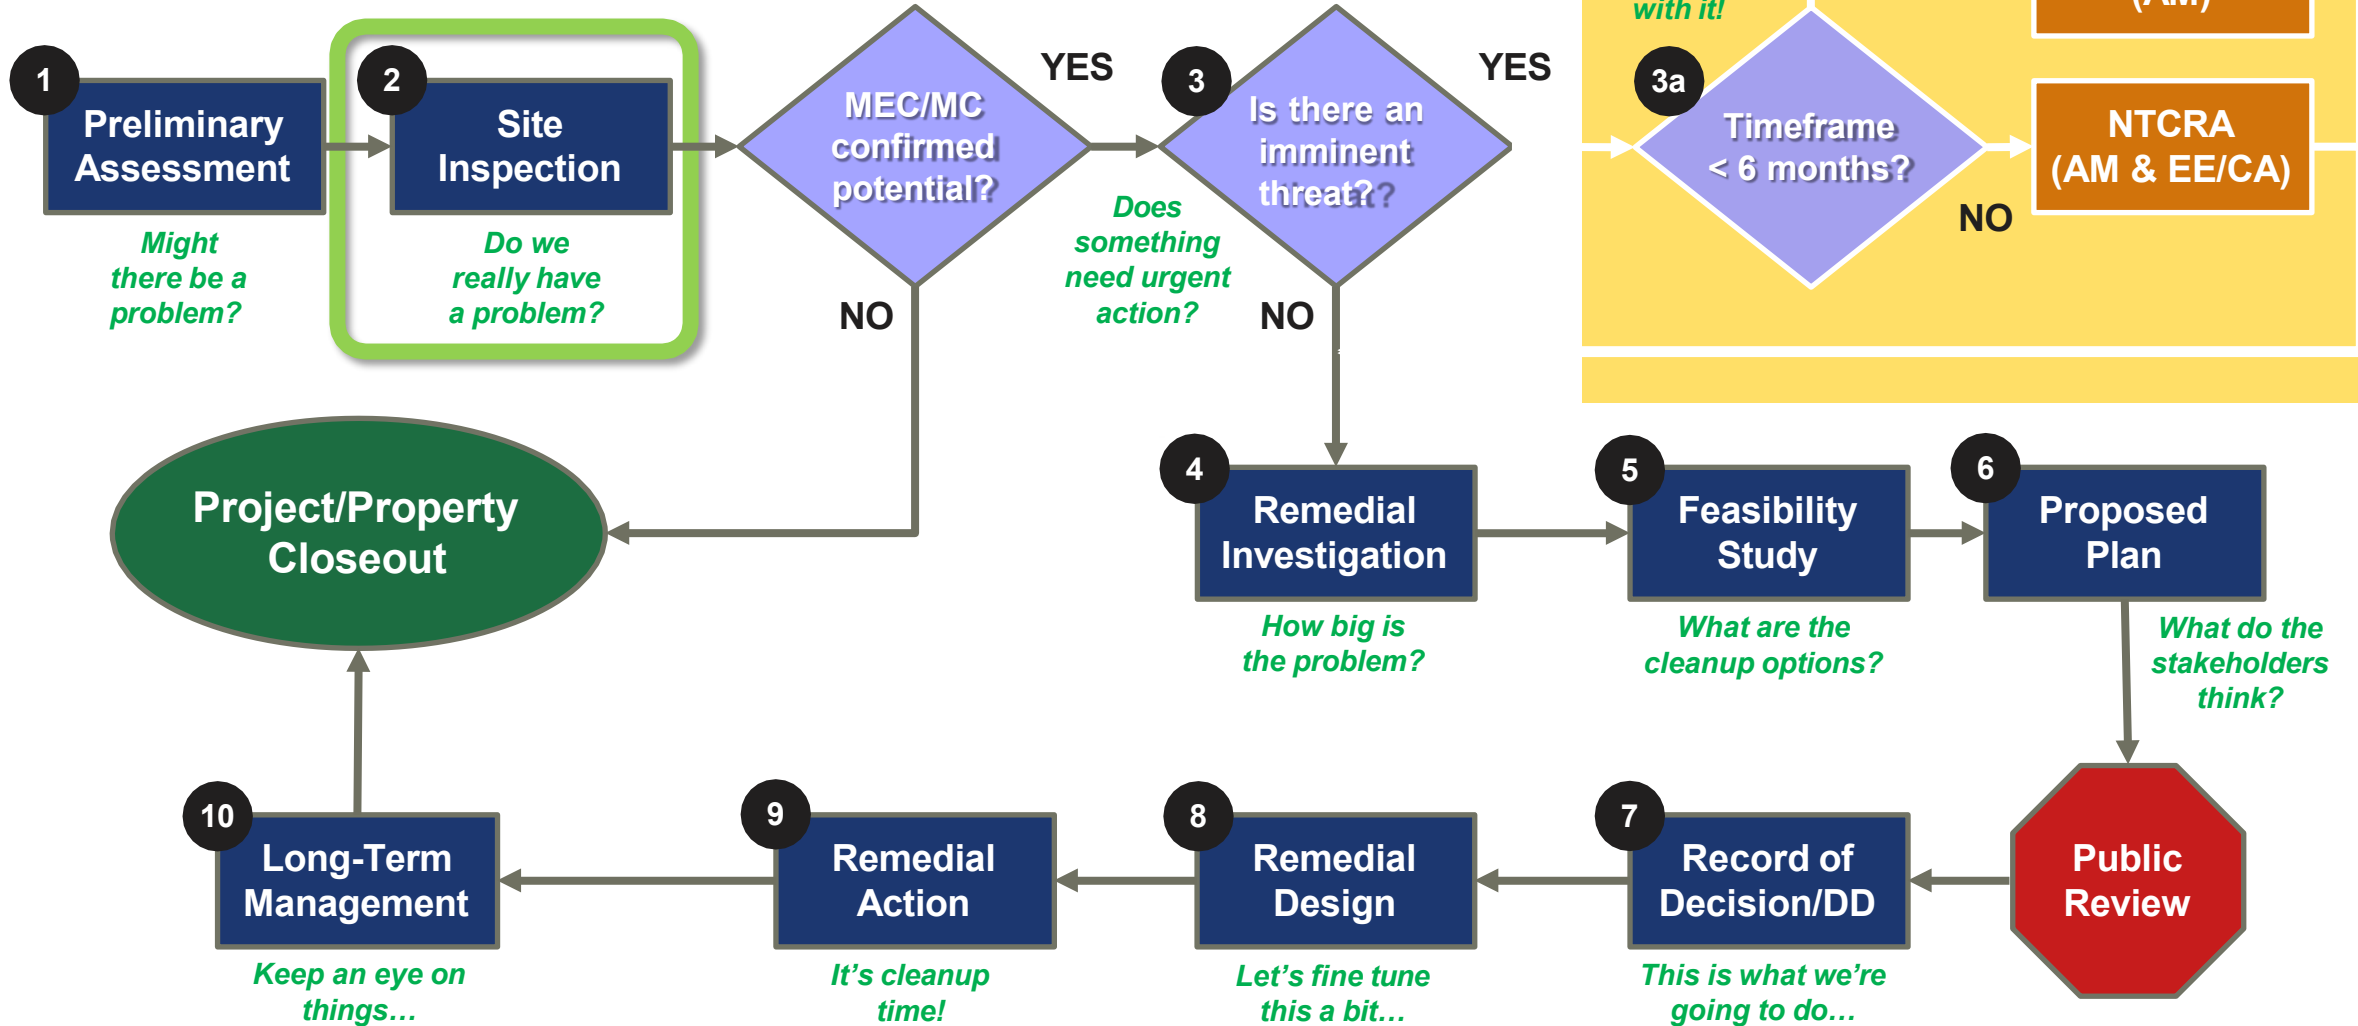 with it!
(AM)
1
Preliminary
Assessment
Might
there be a
problem?
2
Site
Inspection
Do we
really have
a problem?
MEC/MC
confirmed
potential?
YES
NO
3
Is there an
imminent
threat?
YES
NO
Does
something
need urgent
action?
3a
Timeframe
< 6 months?
NO
NTCRA
(AM & EE/CA)
Project/Property
Closeout
4
Remedial
Investigation
How big is
the problem?
5
Feasibility
Study
What are the
cleanup options?
6
Proposed
Plan
What do the
stakeholders
think?
10
Long-Term
Management
Keep an eye on
things…
9
Remedial
Action
It’s cleanup
time!
8
Remedial
Design
Let’s fine tune
this a bit…
7
Record of
Decision/DD
This is what we’re
going to do…
Public
Review